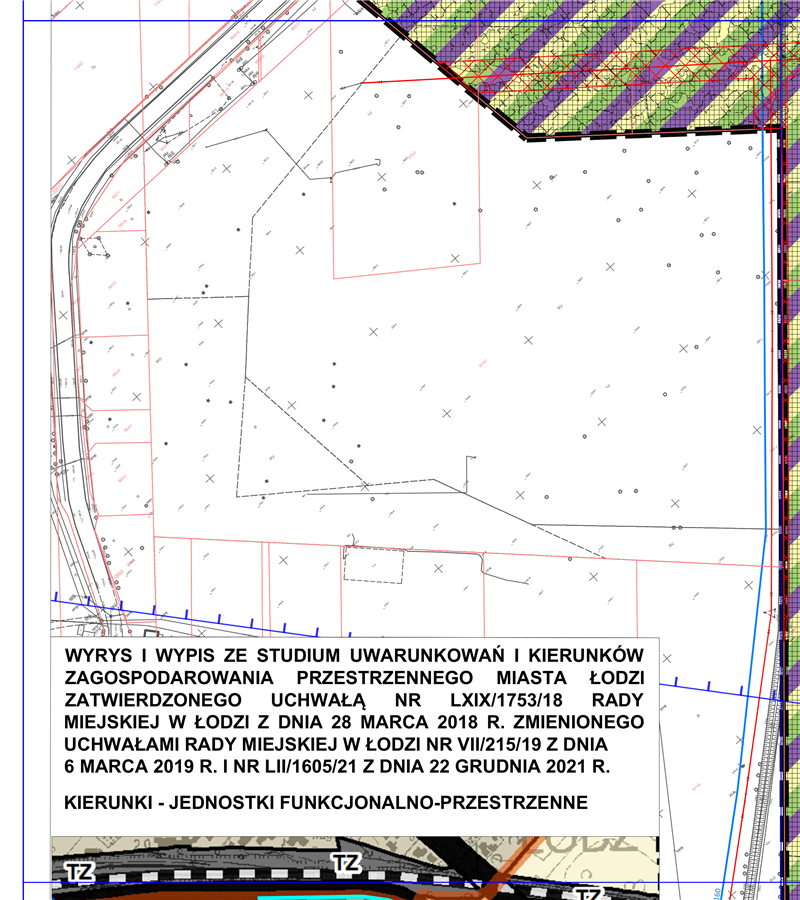 WYRYS I WYPIS ZE STUDIUM UWARUNKOWAŃ I KIERUNKÓW
ZAGOSPODAROWANIA PRZESTRZENNEGO MIASTA ŁODZI
ZATWIERDZONEGO UCHWAŁĄ NR LXIX/1753/18 RADY
MIEJSKIEJ W ŁODZI Z DNIA 28 MARCA 2018 R. ZMIENIONEGO
UCHWAŁAMI RADY MIEJSKIEJ W ŁODZI NR VII/215/19 Z DNIA
6 MARCA 2019 R. I NR LII/1605/21 Z DNIA 22 GRUDNIA 2021 R.
KIERUNKI - JEDNOSTKI FUNKCJONALNO-PRZESTRZENNE
ŁÓDŹ
TZ
TZ
TZ